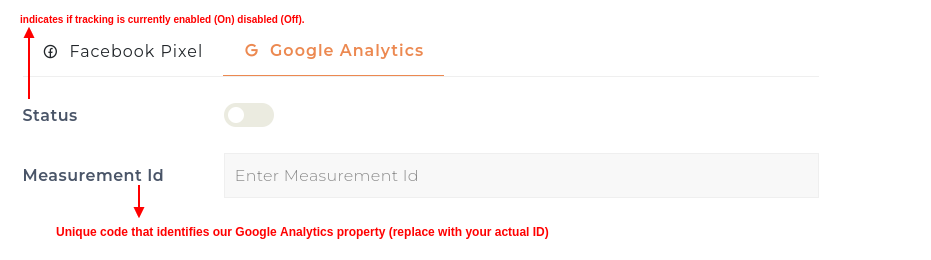 indicates if tracking is currently enabled (On) disabled (Off).
Facebook Pixel
Google Analytics
Status
Measurement Id
Enter Measurement Id
Unique code that identifies our Google Analytics property (replace with your actual ID)